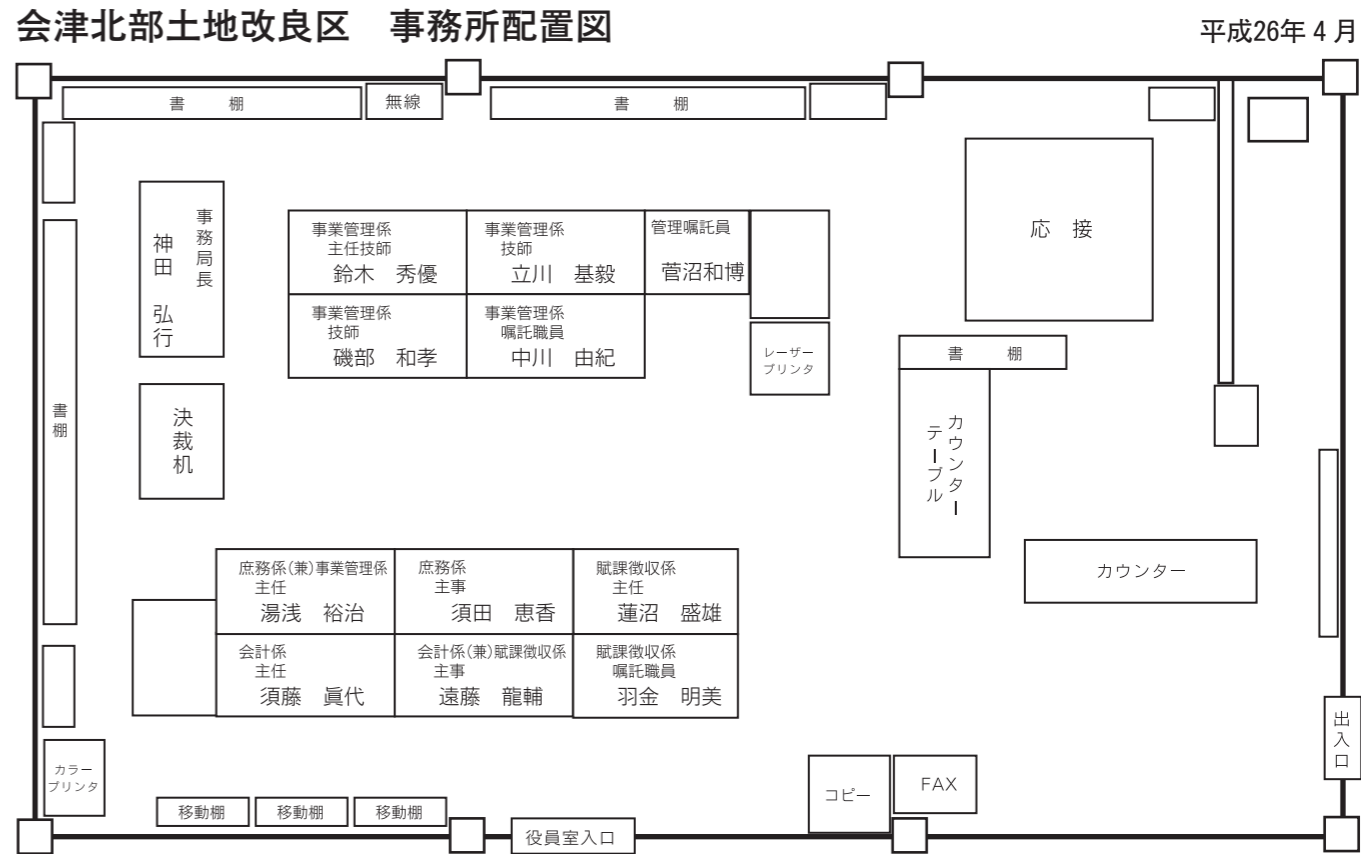 会津北部土地改良区　事務所配置図
平成26年4月
書　棚
無線
書　棚
事務局長
神田　弘行
事業管理係
主任技師
鈴木　秀優
事業管理係
技師
立川　基毅
管理嘱託員
菅沼和博
事業管理係
技師
磯部　和孝
事業管理係
嘱託職員
中川　由紀
レーザー
プリンタ
応　接
書　棚
カウンター
テーブル
書棚
決裁机
カウンター
庶務係(兼)事業管理係
主任
湯浅　裕治
庶務係
主事
須田　恵香
賦課徴収係
主任
蓮沼　盛雄
会計係
主任
須藤　眞代
会計係(兼)賦課徴収係
主事
遠藤　龍輔
賦課徴収係
嘱託職員
羽金　明美
出入口
カラー
プリンタ
移動棚
移動棚
移動棚
役員室入口
コピー
FAX